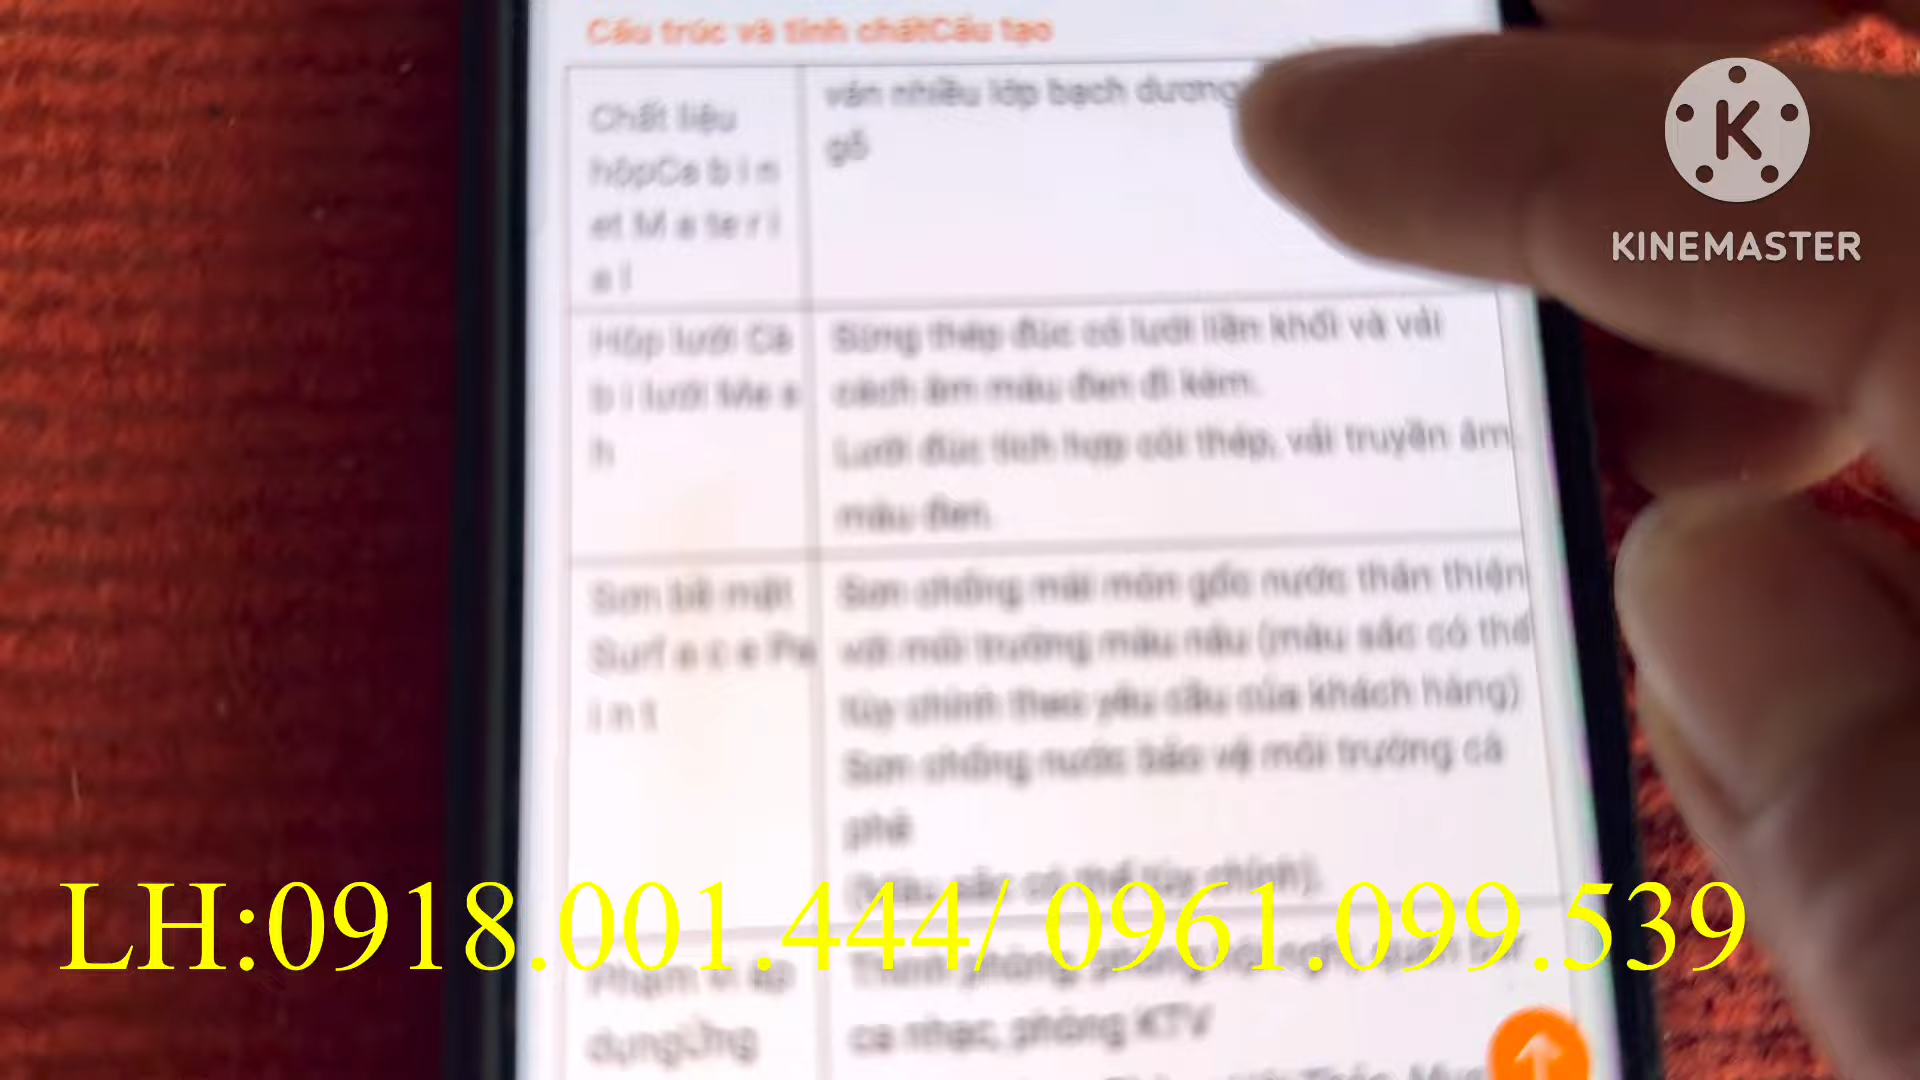 Cấu trúc và tính chấtCấu tạo
Chất liệu
hộpCa b i n
et M a te r i
a l
ván nhiều lớp bạch dương
gỗ
Hộp lưới Ca
b i lưới Me a
h
Sừng thép đúc có lưới liền khối và vải
cách âm màu đen đi kèm.
Lưới đúc tích hợp còi thép, vải truyền âm
màu đen.
Sơn bề mặt
Surf a c e Pa
i n t
Sơn chống mài mòn gốc nước thân thiện
với môi trường màu nâu (màu sắc có thể
tùy chỉnh theo yêu cầu của khách hàng)
Sơn chống nước bảo vệ môi trường cà
phê
(Màu sắc có thể tùy chỉnh).
Phạm vi áp
dụngỨng
ca nhạc, phòng KTV
KINEMASTER
LH:0918.001.444/ 0961.099.539